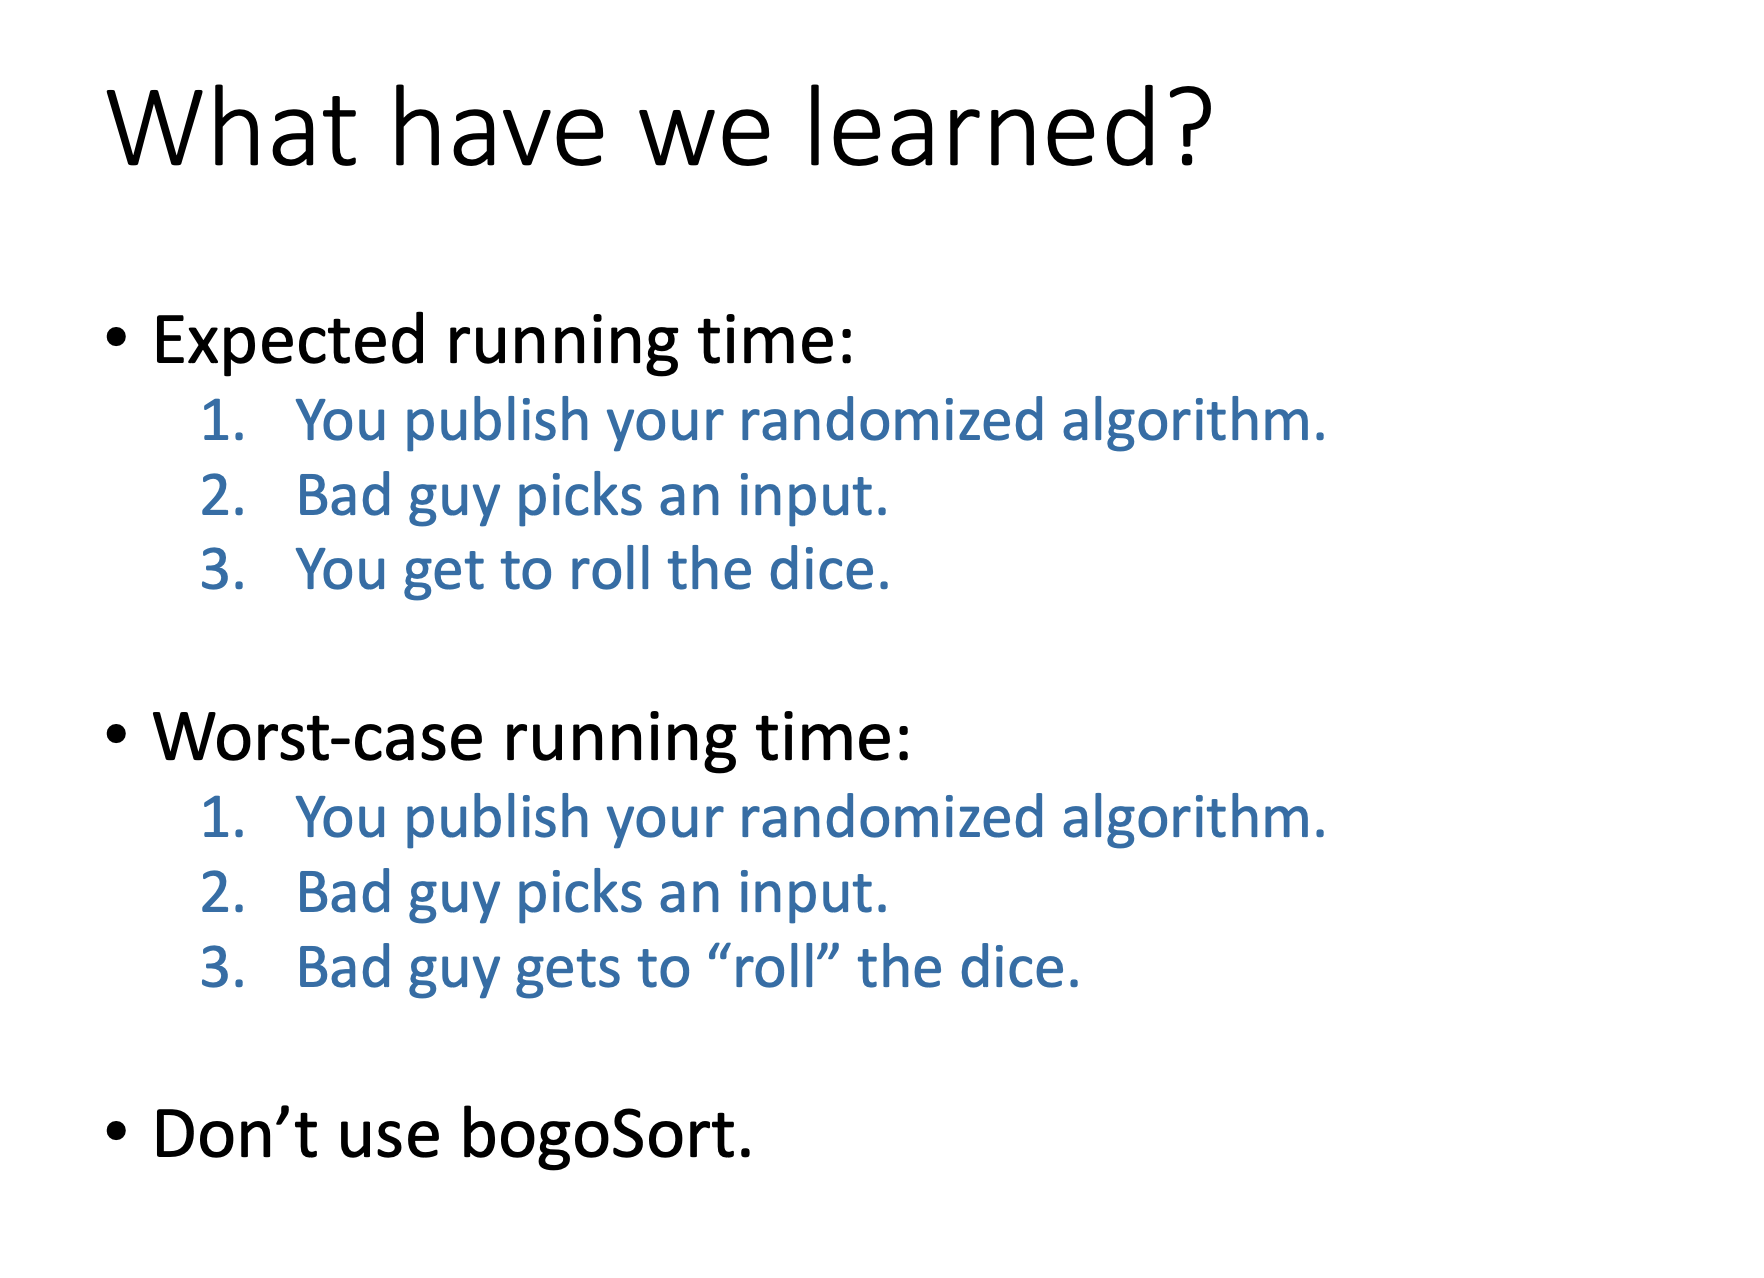 What have we learned?
• Expected running time:
1. You publish your randomized algorithm.
2. Bad guy picks an input.
3. You get to roll the dice.
• Worst-case running time:
1. You publish your randomized algorithm.
2. Bad guy picks an input.
3. Bad guy gets to “roll” the dice.
• Don’t use bogoSort.